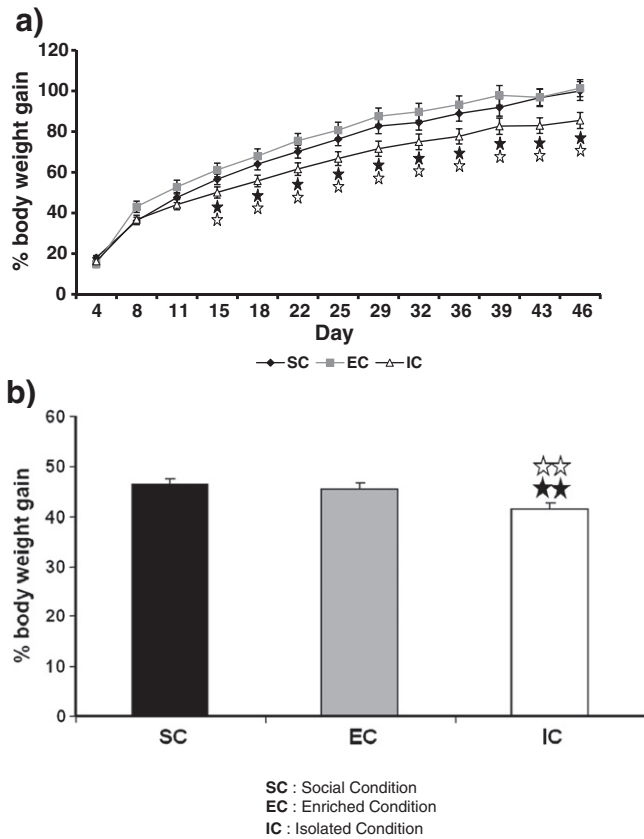 a)
% body weight gain
120
100
80
60
40
20
0
4 8 11 15 18 22 25 29 32 36 39 43 46
Day
SC EC IC
b)
% body weight gain
60
50
40
30
20
10
0
SC EC IC
SC : Social Condition
EC : Enriched Condition
IC : Isolated Condition